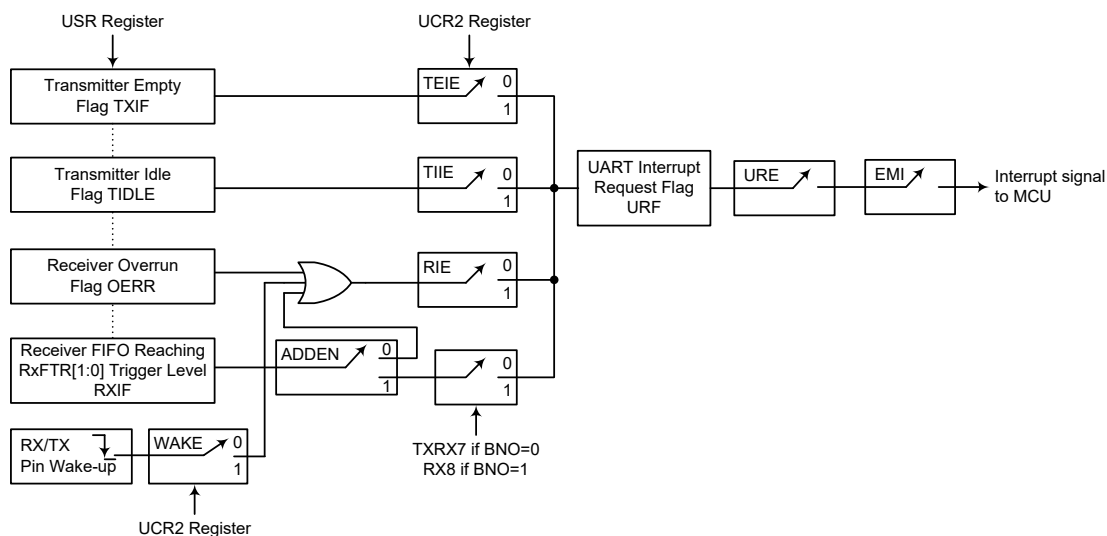 USR Register
UCR2 Register
Transmitter Empty
Flag TXIF
TEIE
0
1
Transmitter Idle
Flag TIDLE
TIIE
0
1
UART Interrupt
Request Flag
URF
URE
EMI
Interrupt signal
to MCU
Receiver Overrun
Flag OERR
RIE
0
1
Receiver FIFO Reaching
RxFTR[1:0] Trigger Level
RXIF
ADDEN
0
1
0
1
TXRX7 if BNO=0
RX8 if BNO=1
RX/TX
Pin Wake-up
WAKE
0
1
UCR2 Register